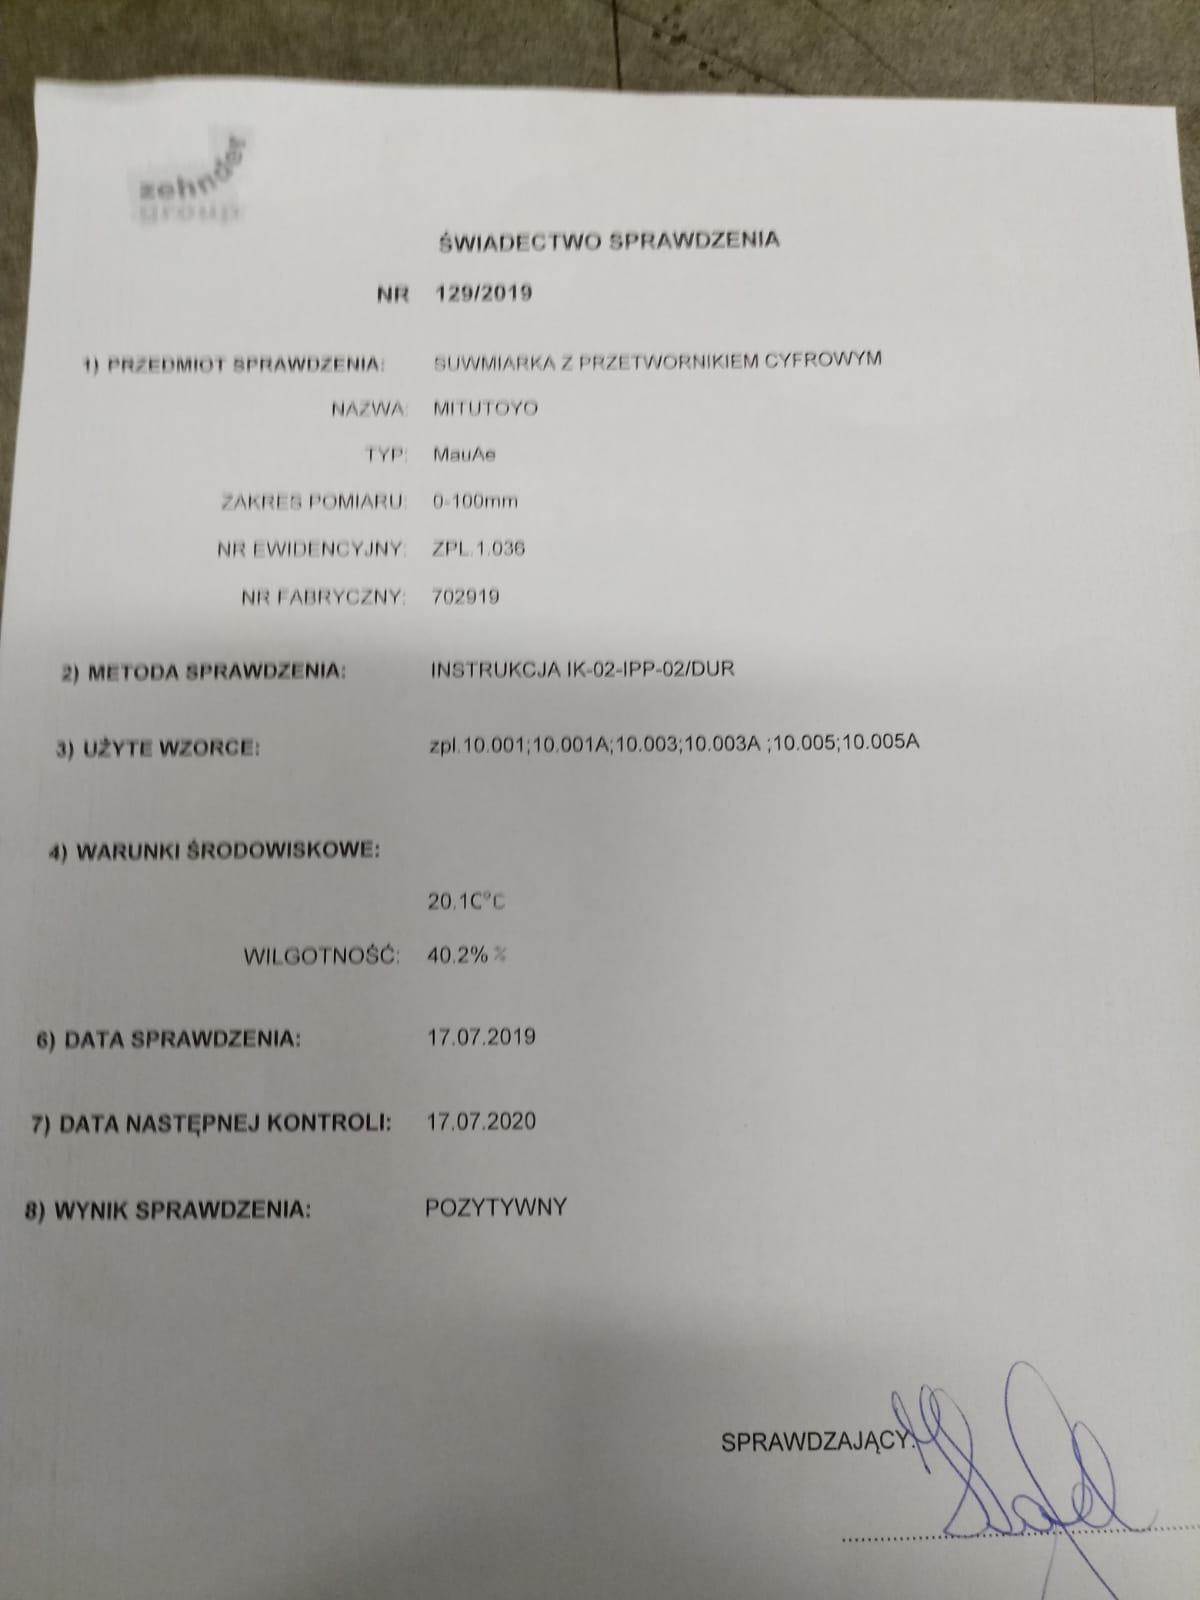 zehnder
group
ŚWIADECTWO SPRAWDZENIA
NR 129/2019
1) PRZEDMIOT SPRAWDZENIA: SUWMIARKA Z PRZETWORNIKIEM CYFROWYM
NAZWA: MITUTOYO
TYP: MauAe
ZAKRES POMIARU: 0-100mm
NR EWIDENCYJNY: ZPL.1.036
NR FABRYCZNY: 702919
2) METODA SPRAWDZENIA: INSTRUKCJA IK-02-IPP-02/DUR
3) UŻYTE WZORCE: zpl.10.001;10.001A;10.003;10.003A ;10.005;10.005A
4) WARUNKI ŚRODOWISKOWE:
20.1C°C
WILGOTNOŚĆ: 40.2% %
6) DATA SPRAWDZENIA: 17.07.2019
7) DATA NASTĘPNEJ KONTROLI: 17.07.2020
8) WYNIK SPRAWDZENIA: POZYTYWNY
SPRAWDZAJĄCY: